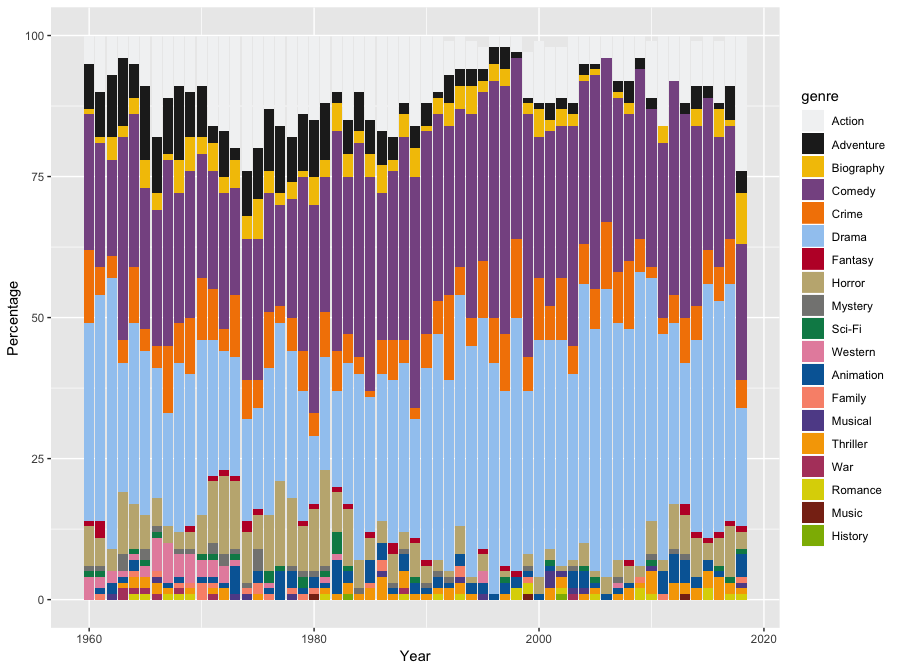 100
75
50
25
0
Percentage
1960
1980
2000
2020
Year
genre
Action
Adventure
Biography
Comedy
Crime
Drama
Fantasy
Horror
Mystery
Sci-Fi
Western
Animation
Family
Musical
Thriller
War
Romance
Music
History